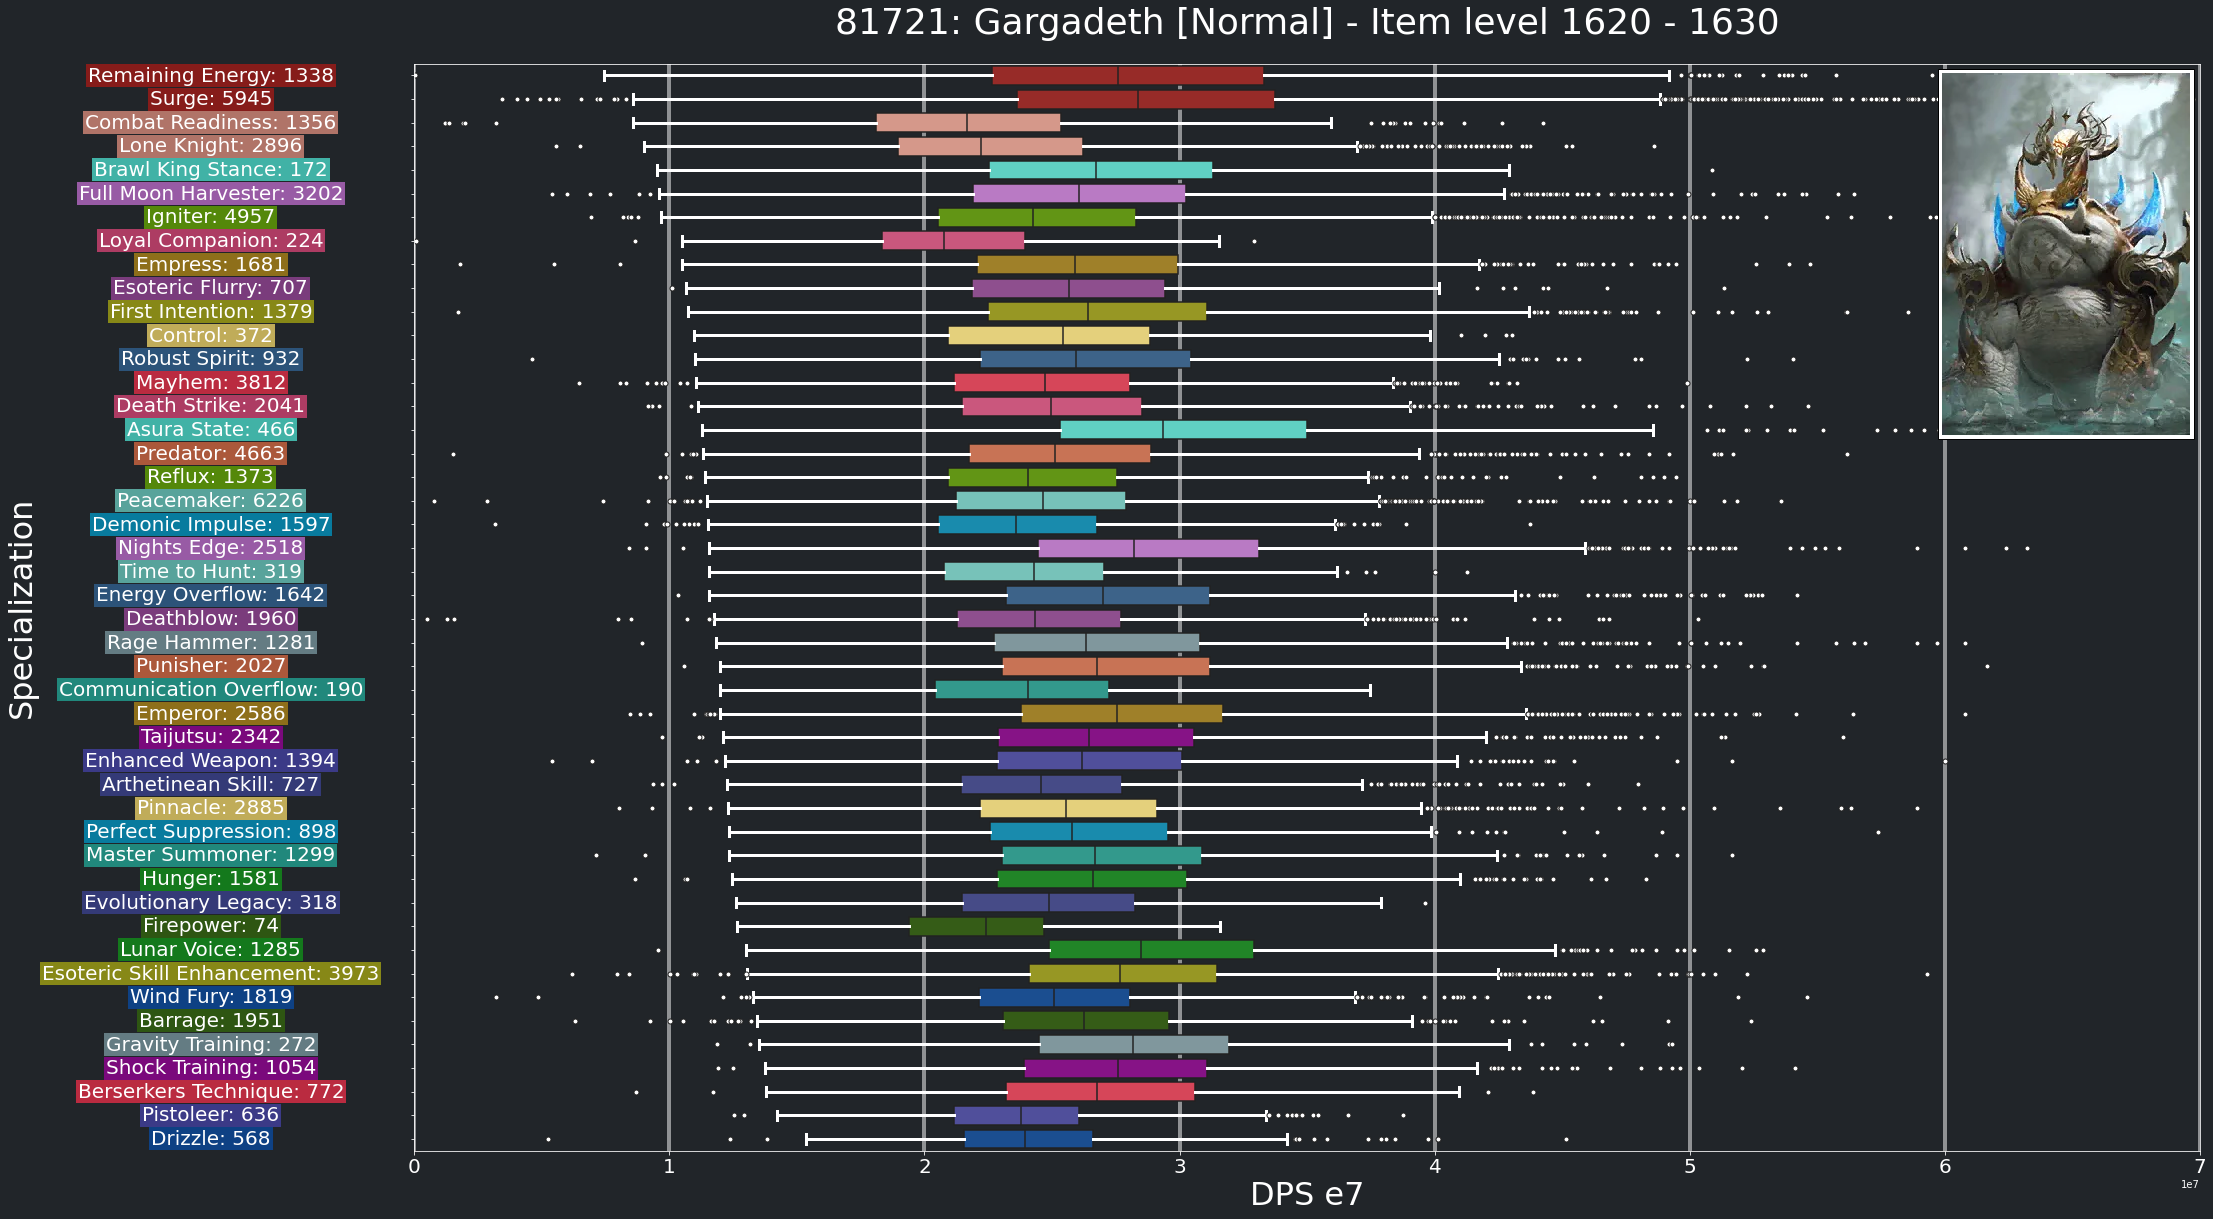 81721: Gargadeth [Normal] - Item level 1620 - 1630
Specialization
Remaining Energy: 1338
Surge: 5945
Combat Readiness: 1356
Lone Knight: 2896
Brawl King Stance: 172
Full Moon Harvester: 3202
Igniter: 4957
Loyal Companion: 224
Empress: 1681
Esoteric Flurry: 707
First Intention: 1379
Control: 372
Robust Spirit: 932
Mayhem: 3812
Death Strike: 2041
Asura State: 466
Predator: 4663
Reflux: 1373
Peacemaker: 6226
Demonic Impulse: 1597
Nights Edge: 2518
Time to Hunt: 319
Energy Overflow: 1642
Deathblow: 1960
Rage Hammer: 1281
Punisher: 2027
Communication Overflow: 190
Emperor: 2586
Taijutsu: 2342
Enhanced Weapon: 1394
Arthetinean Skill: 727
Pinnacle: 2885
Perfect Suppression: 898
Master Summoner: 1299
Hunger: 1581
Evolutionary Legacy: 318
Firepower: 74
Lunar Voice: 1285
Esoteric Skill Enhancement: 3973
Wind Fury: 1819
Barrage: 1951
Gravity Training: 272
Shock Training: 1054
Berserkers Technique: 772
Pistoleer: 636
Drizzle: 568
0 1 2 3 4 5 6 7
1e7
DPS e7